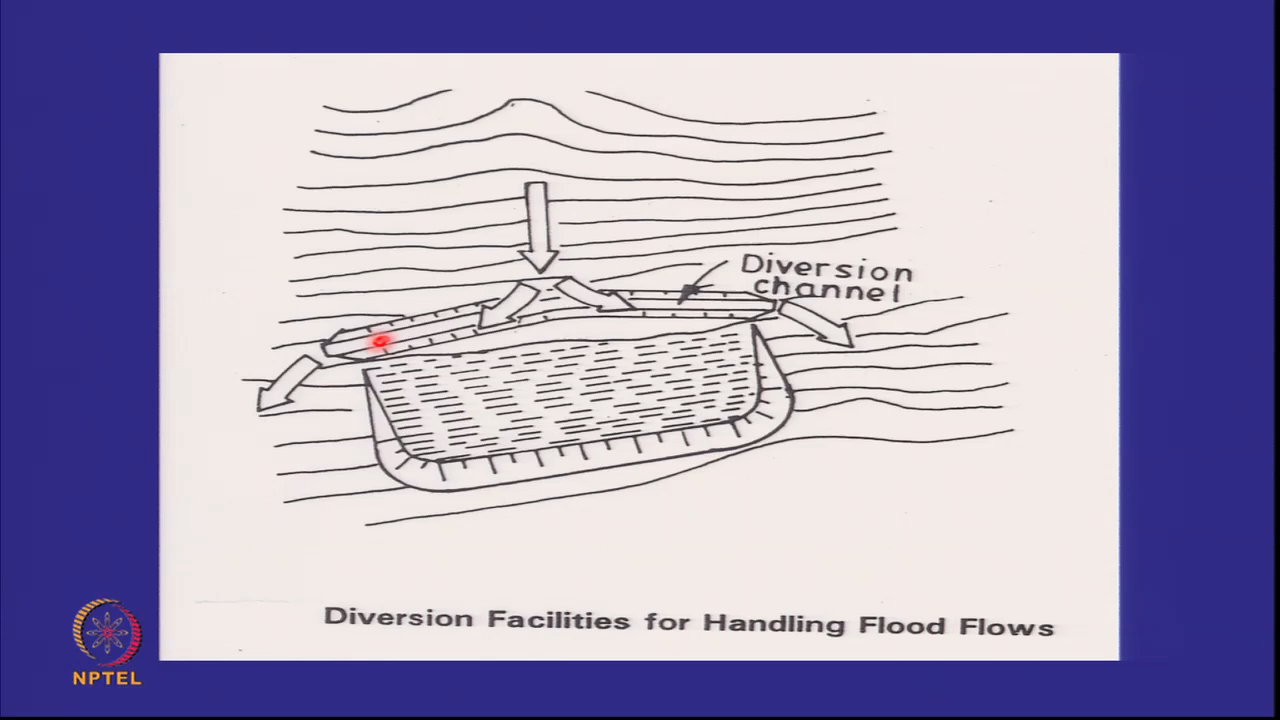 Diversion
channel
Diversion Facilities for Handling Flood Flows
NPTEL